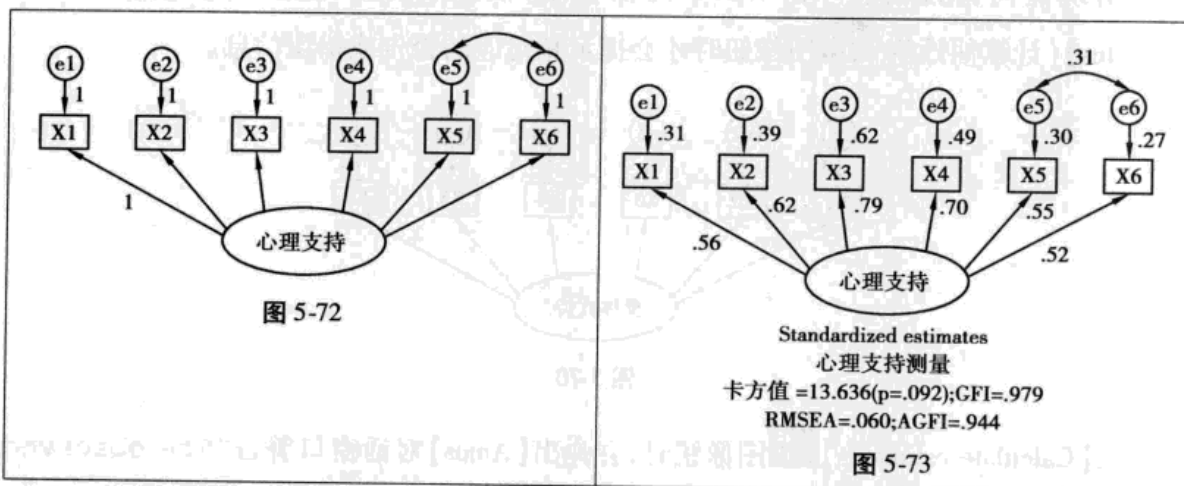 e1 e2 e3 e4 e5 e6
1 1 1 1 1 1
X1 X2 X3 X4 X5 X6
1
心理支持
图 5-72
.31
e1 e2 e3 e4 e5 e6
.31 .39 .62 .49 .30 .27
X1 X2 X3 X4 X5 X6
.56 .62 .79 .70 .55 .52
心理支持
Standardized estimates
心理支持测量
卡方值 =13.636(p=.092);GFI=.979
RMSEA=.060;AGFI=.944
图 5-73